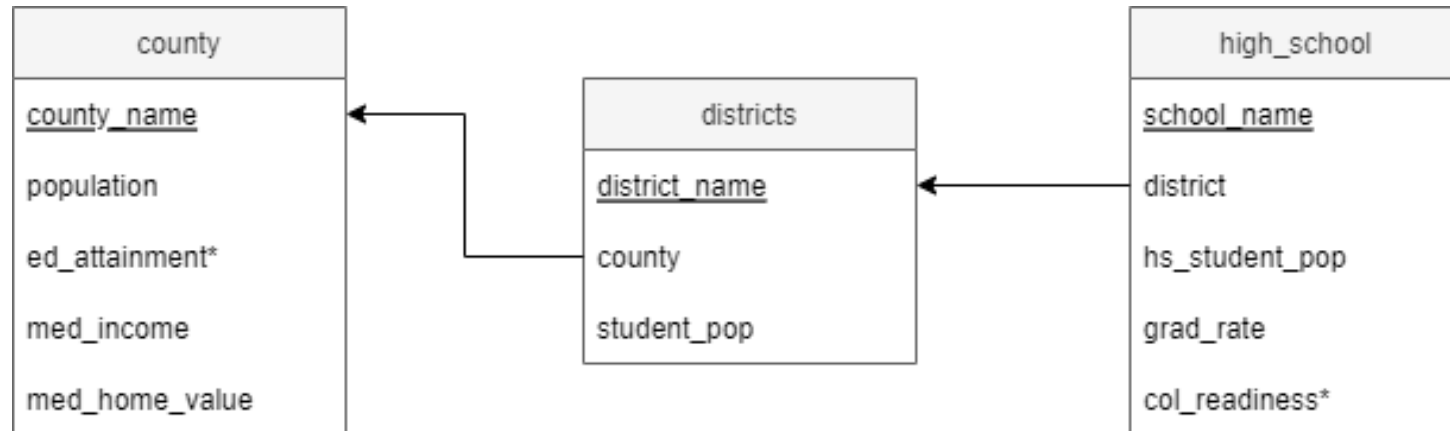 county
county_name
population
ed_attainment*
med_income
med_home_value
districts
district_name
county
student_pop
high_school
school_name
district
hs_student_pop
grad_rate
col_readiness*